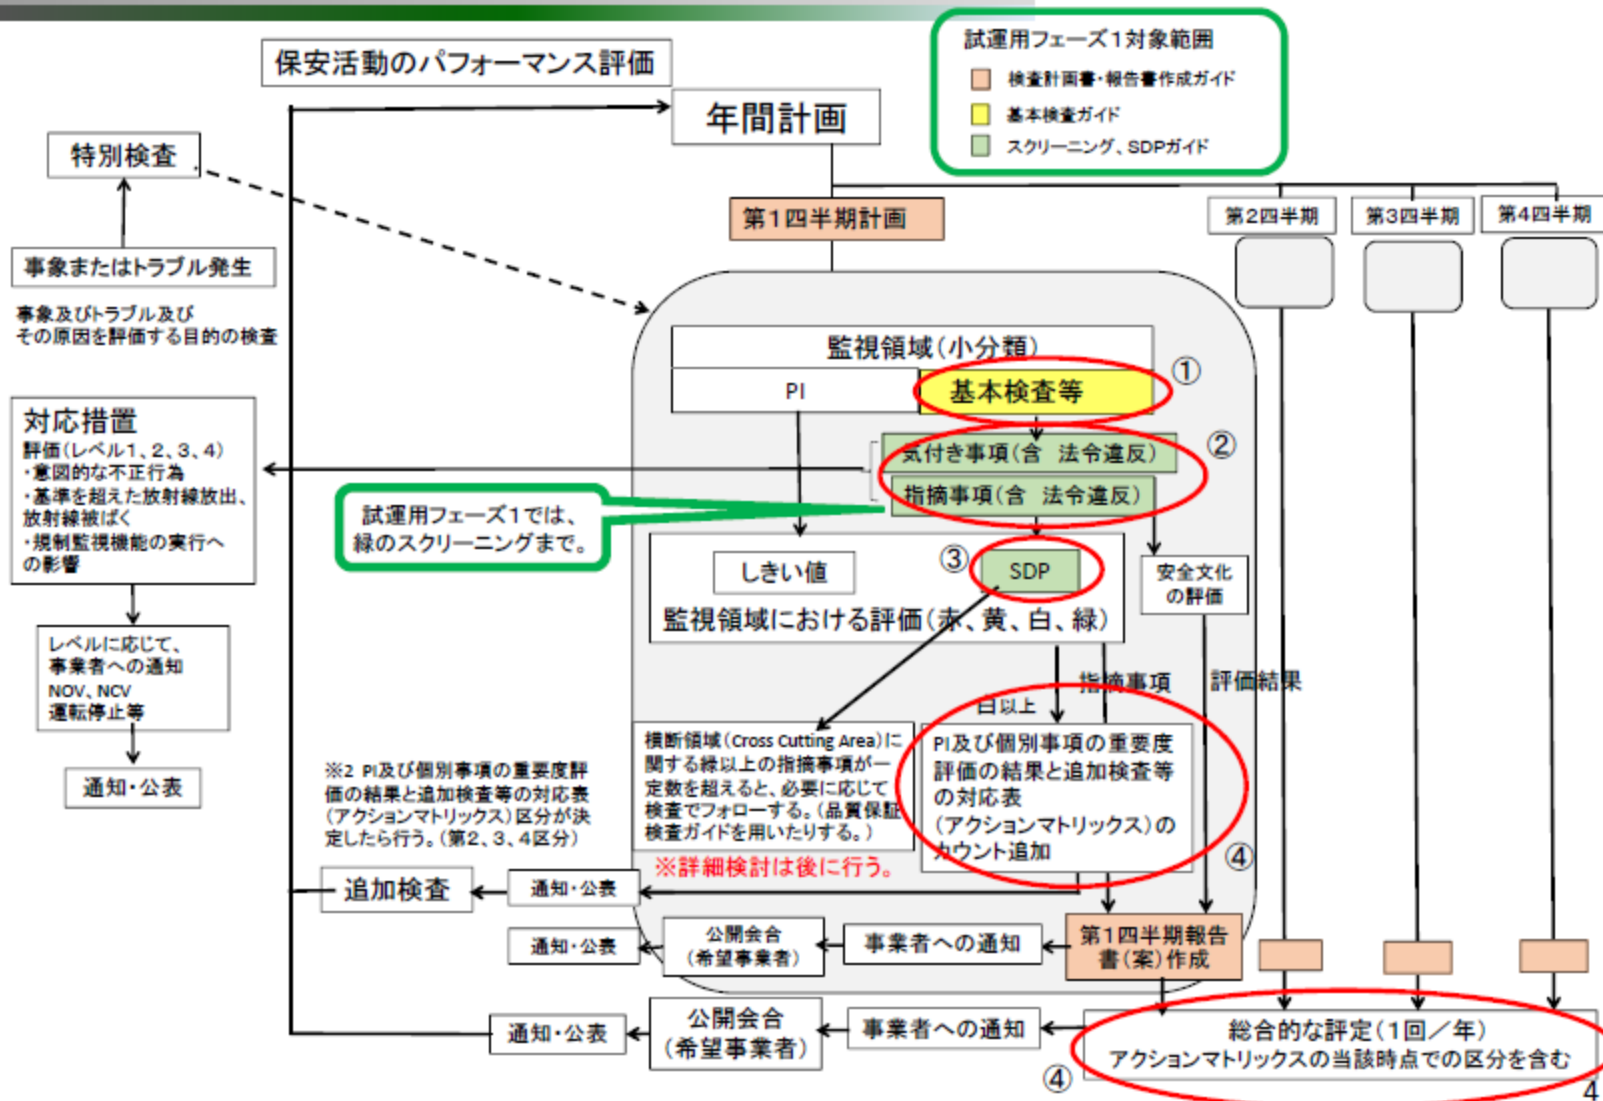 保安活動のパフォーマンス評価
試運用フェーズ1対象範囲
検査計画書・報告書作成ガイド
基本検査ガイド
スクリーニング、SDPガイド
年間計画
特別検査
第1四半期計画
第2四半期
第3四半期
第4四半期
事象またはトラブル発生
事象及びトラブル及び
その原因を評価する目的の検査
監視領域(小分類)
PI
基本検査等
①
気付き事項(含 法令違反)
②
指摘事項(含 法令違反)
対応措置
評価(レベル1、2、3、4)
・意図的な不正行為
・基準を超えた放射線放出、
放射線被ばく
・規制監視機能の実行へ
の影響
試運用フェーズ1では、
緑のスクリーニングまで。
しきい値
③
SDP
安全文化
の評価
監視領域における評価(赤、黄、白、緑)
レベルに応じて、
事業者への通知
NOV、NCV
運転停止等
通知・公表
指摘事項
評価結果
白以上
横断領域(Cross Cutting Area)に
関する緑以上の指摘事項が一
定数を超えると、必要に応じて
検査でフォローする。(品質保証
検査ガイドを用いたりする。)
※詳細検討は後に行う。
PI及び個別事項の重要度
評価の結果と追加検査等
の対応表
(アクションマトリックス)の
カウント追加
④
※2 PI及び個別事項の重要度評
価の結果と追加検査等の対応表
(アクションマトリックス)区分が決
定したら行う。(第2、3、4区分)
追加検査
通知・公表
通知・公表
公開会合
(希望事業者)
事業者への通知
第1四半期報告
書(案)作成
通知・公表
公開会合
(希望事業者)
事業者への通知
総合的な評定(1回/年)
アクションマトリックスの当該時点での区分を含む
④
4